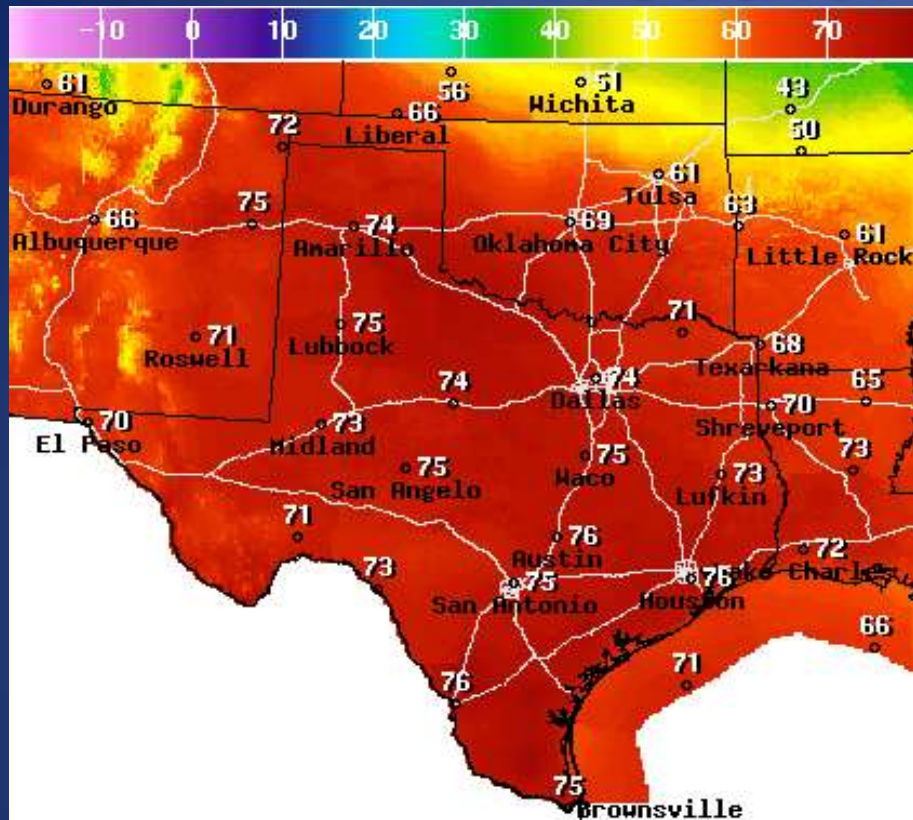 -10 0 10 20 30 40 50 60 70
61 56 51 43
Durango Wichita
66
Liberal
72 50
61
Tulsa
66 75 74 69 63 61
Albuquerque Amarillo Oklahoma City Little Rock
71 75 71 68
Roswell Lubbock Texarkana
74 74 65
Dallas
70 73 70
El Paso Midland Shreveport
75 75 73 73
San Angelo Waco Lufkin
71 76 72
Austin
73 75 76
San Antonio Houston
76 71 66
75
Brownsville